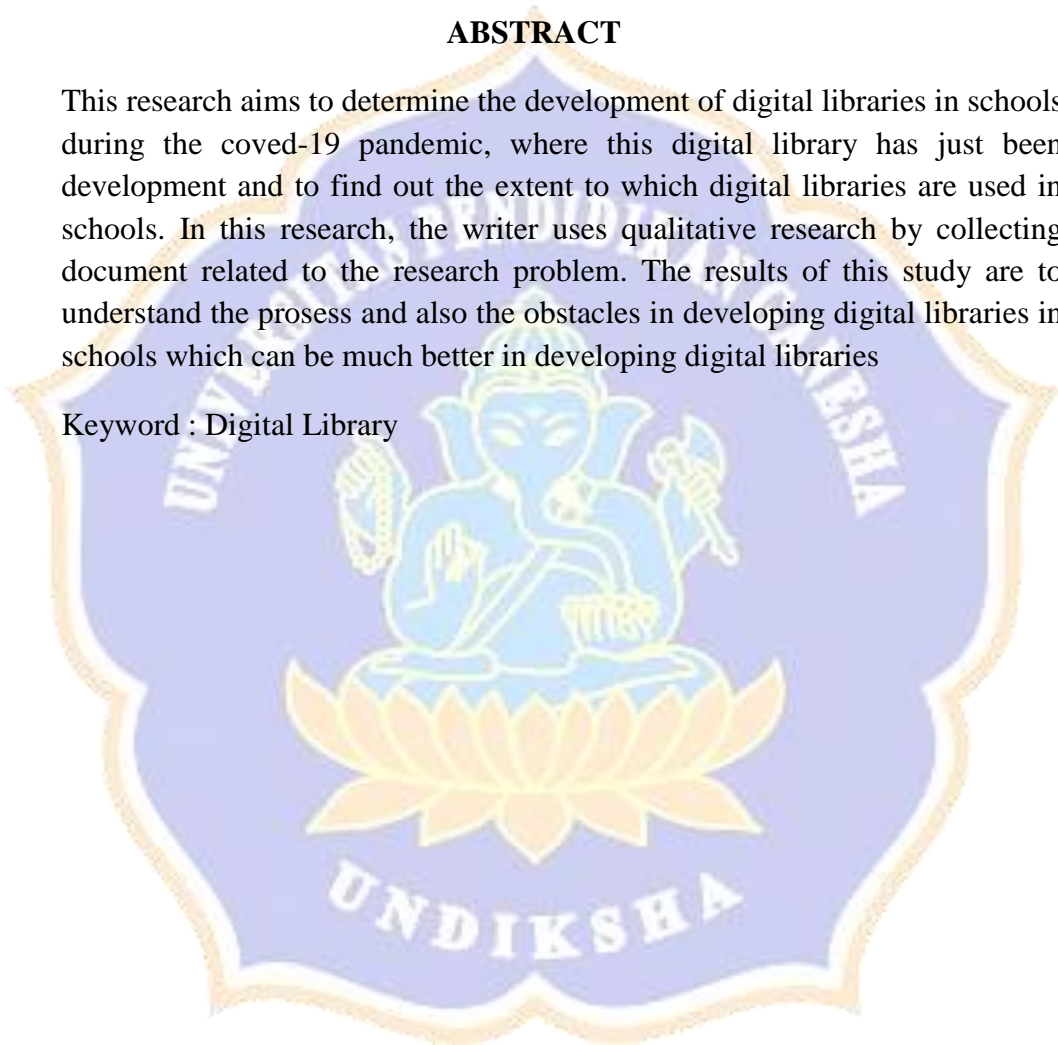 ABSTRACT
This research aims to determine the development of digital libraries in schools
during the coved-19 pandemic, where this digital library has just been
development and to find out the extent to which digital libraries are used in
schools. In this research, the writer uses qualitative research by collecting
document related to the research problem. The results of this study are to
understand the prosess and also the obstacles in developing digital libraries in
schools which can be much better in developing digital libraries
Keyword : Digital Library
UNIVERSITAS PENDIDIKAN GANESHA
UNDIKSHA